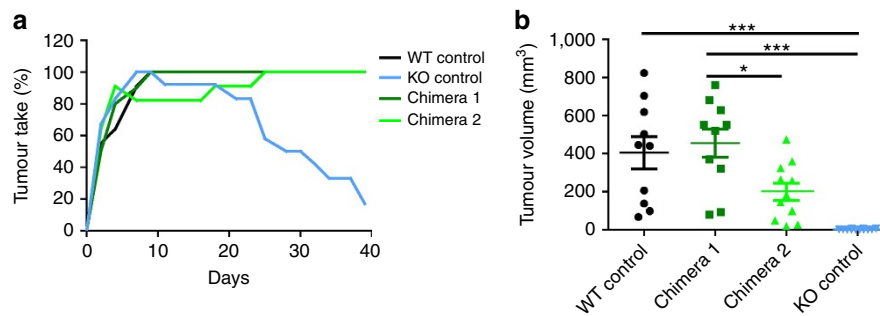 a
120
100
80
60
40
20
0
Tumour take (%)
0 10 20 30 40
Days
WT control
KO control
Chimera 1
Chimera 2
b
***
***
*
1,000
800
600
400
200
0
Tumour volume (mm³)
WT control
Chimera 1
Chimera 2
KO control